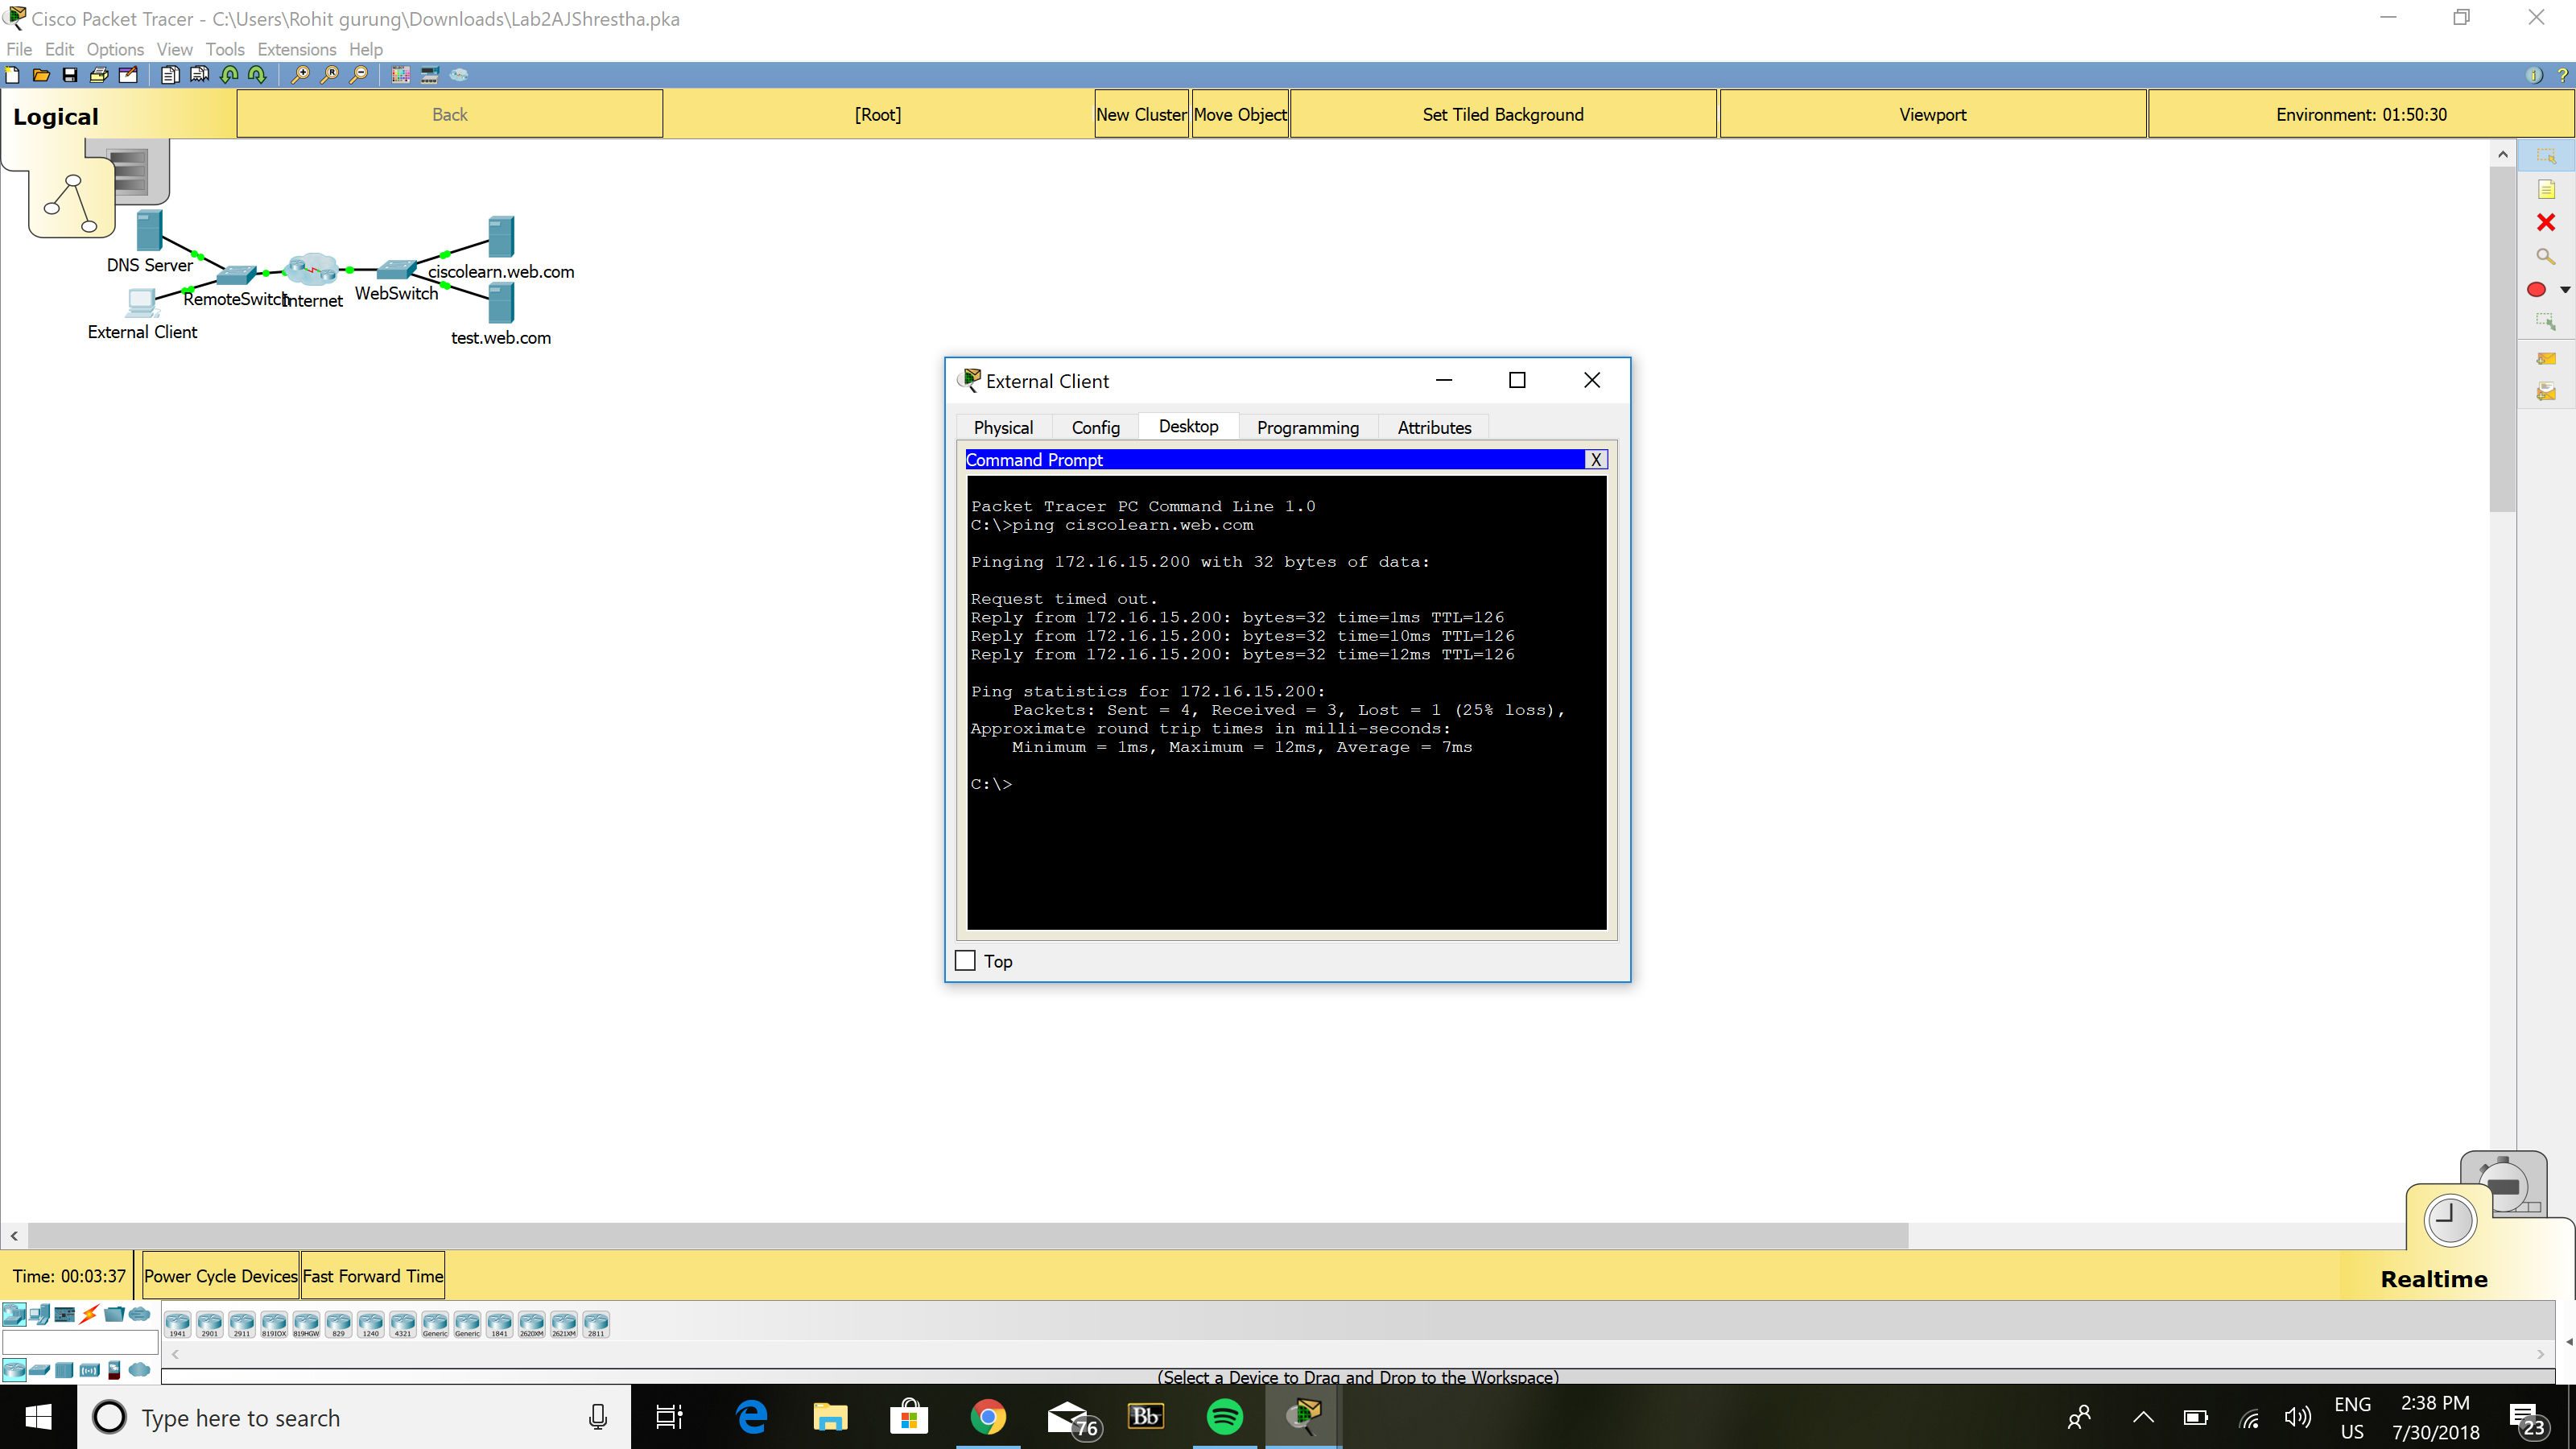 Cisco Packet Tracer - C:\Users\Rohit gurung\Downloads\Lab2AJShrestha.pka
File Edit Options View Tools Extensions Help
Logical
Back
[Root]
New Cluster
Move Object
Set Tiled Background
Viewport
Environment: 01:50:30
DNS Server
ciscolearn.web.com
RemoteSwitch
Internet
WebSwitch
External Client
test.web.com
External Client
Physical Config Desktop Programming Attributes
Command Prompt X
Packet Tracer PC Command Line 1.0
C:\>ping ciscolearn.web.com
Pinging 172.16.15.200 with 32 bytes of data:
Request timed out.
Reply from 172.16.15.200: bytes=32 time=1ms TTL=126
Reply from 172.16.15.200: bytes=32 time=10ms TTL=126
Reply from 172.16.15.200: bytes=32 time=12ms TTL=126
Ping statistics for 172.16.15.200:
Packets: Sent = 4, Received = 3, Lost = 1 (25% loss),
Approximate round trip times in milli-seconds:
Minimum = 1ms, Maximum = 12ms, Average = 7ms
C:\>
Top
Time: 00:03:37
Power Cycle Devices
Fast Forward Time
Realtime
1941 2901 2911 819IOX 819HGW 829 1240 4321 Generic Generic 1841 2620XM 2621XM 2811
(Select a Device to Drag and Drop to the Workspace)
Type here to search
76
Bb
ENG
US
2:38 PM
7/30/2018
23